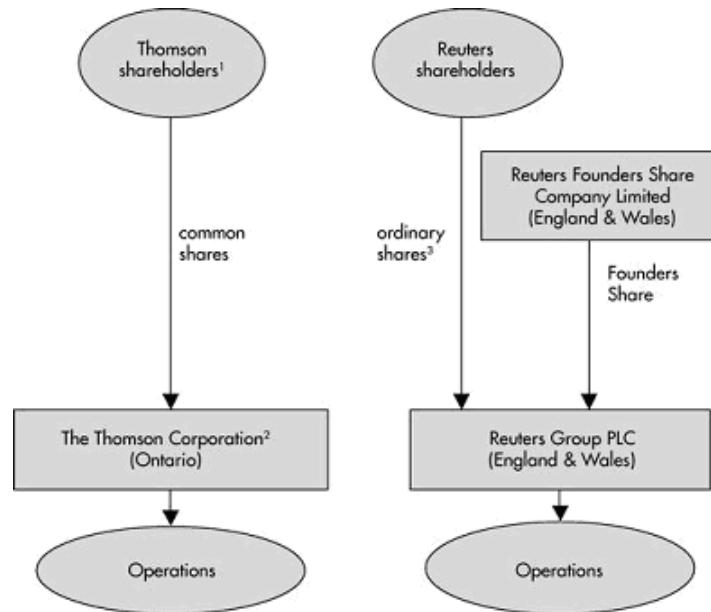 Thomson
shareholders¹
Reuters
shareholders
Reuters Founders Share
Company Limited
(England & Wales)
common
shares
ordinary
shares³
Founders
Share
The Thomson Corporation²
(Ontario)
Reuters Group PLC
(England & Wales)
Operations
Operations